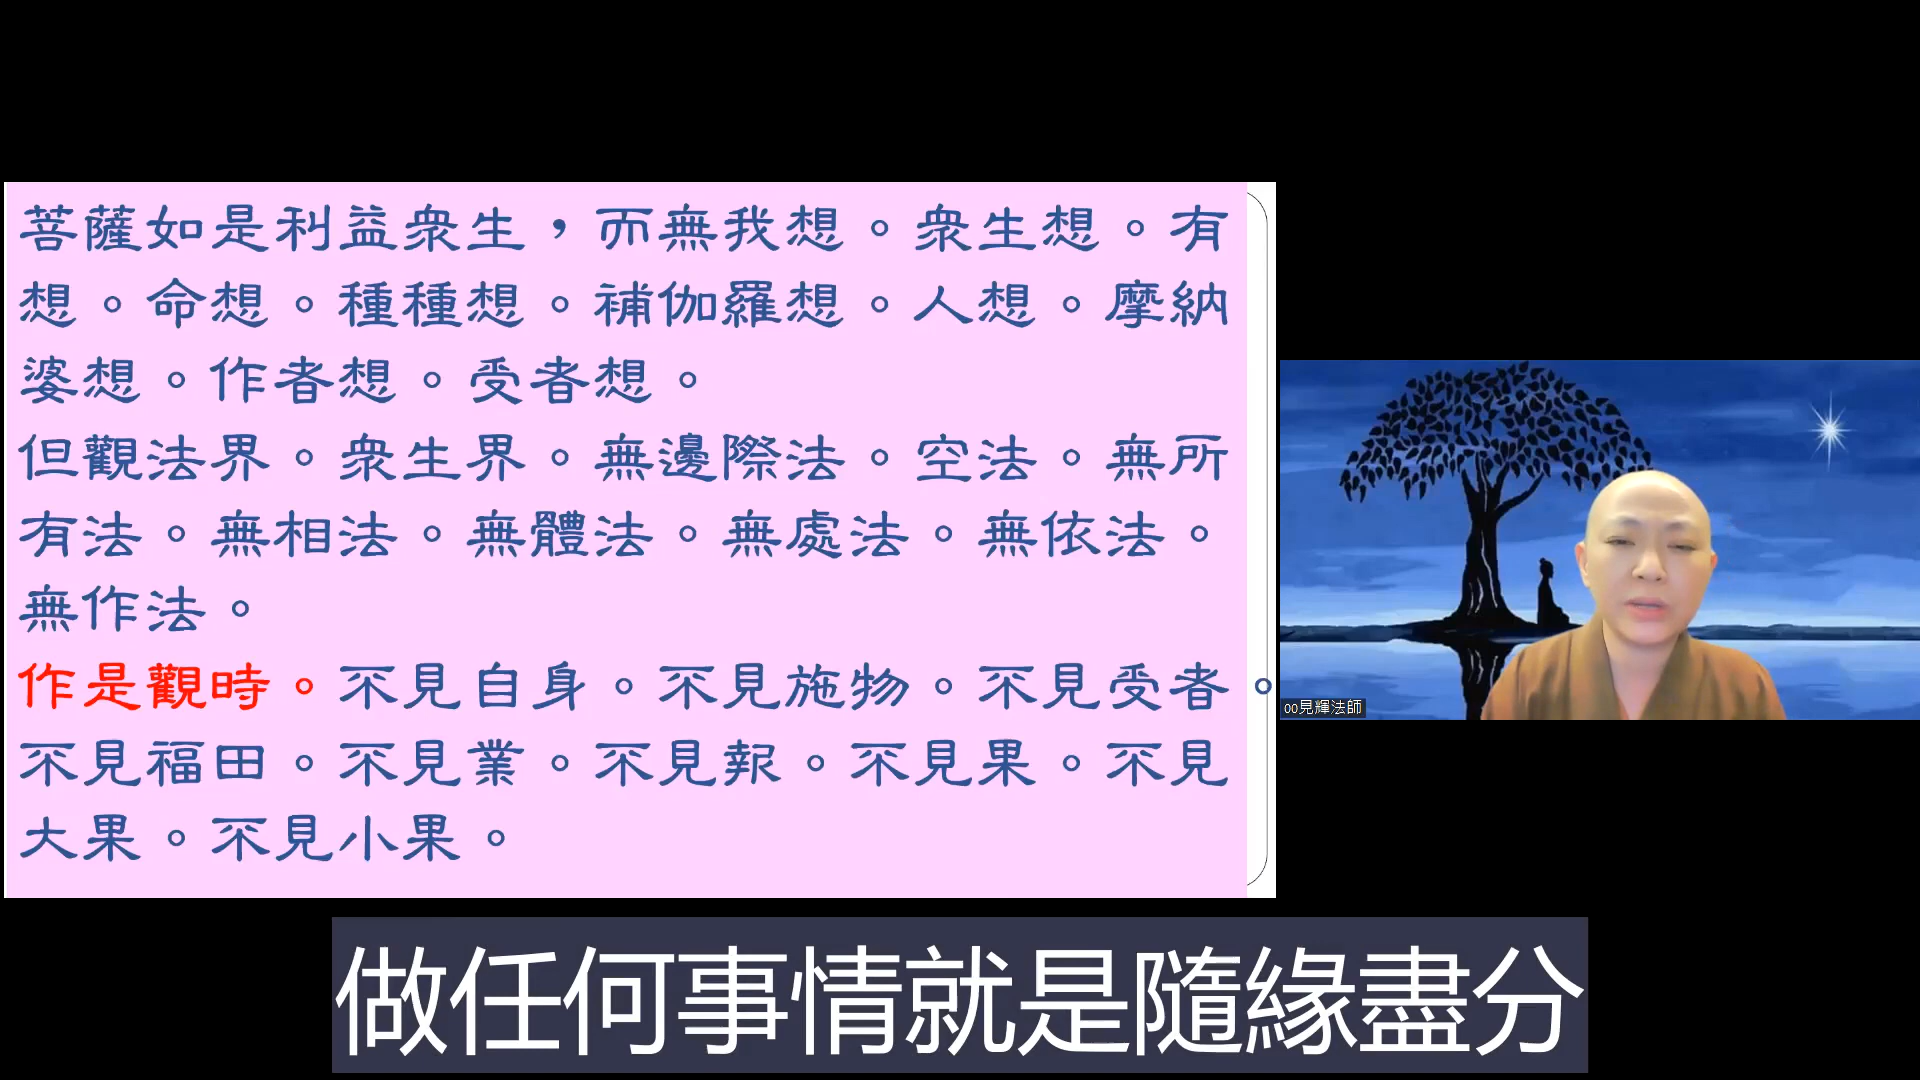 菩薩如是利益眾生，而無我想。眾生想。有
想。命想。種種想。補伽羅想。人想。摩納
婆想。作者想。受者想。
但觀法界。眾生界。無邊際法。空法。無所
有法。無相法。無體法。無處法。無依法。
無作法。
作是觀時。不見自身。不見施物。不見受者。
不見福田。不見業。不見報。不見果。不見
大果。不見小果。
oo見輝法師
做任何事情就是隨緣盡分